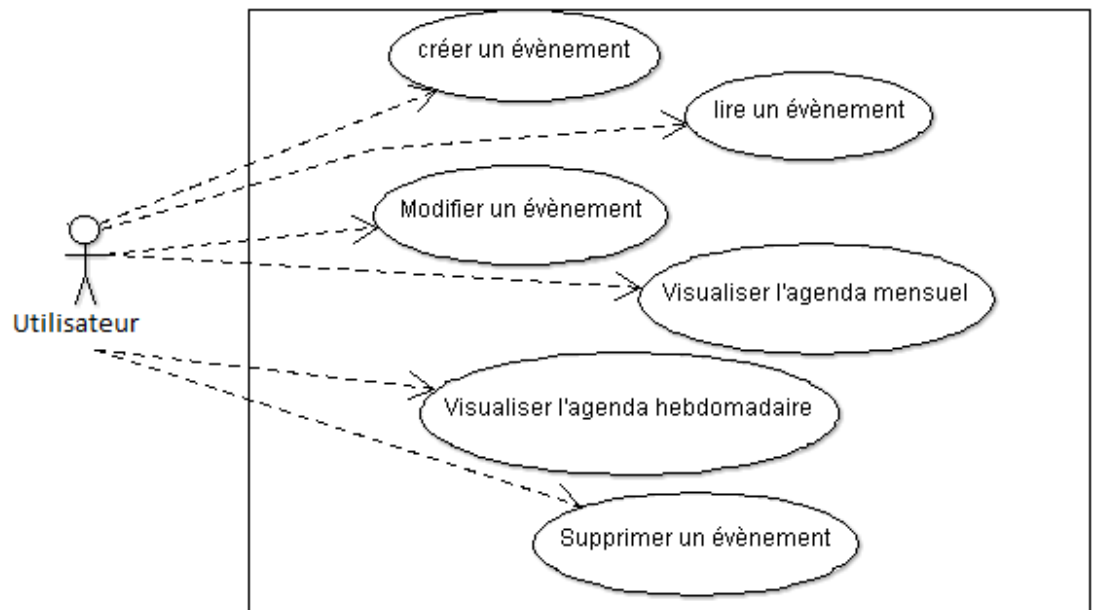 créer un évènement
lire un évènement
Modifier un évènement
Visualiser l'agenda mensuel
Utilisateur
Visualiser l'agenda hebdomadaire
Supprimer un évènement